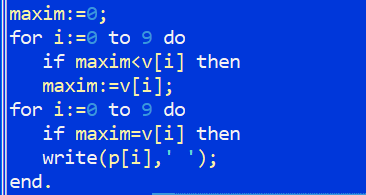 maxim:=0;
for i:=0 to 9 do
if maxim<v[i] then
maxim:=v[i];
for i:=0 to 9 do
if maxim=v[i] then
write(p[i],' ');
end.